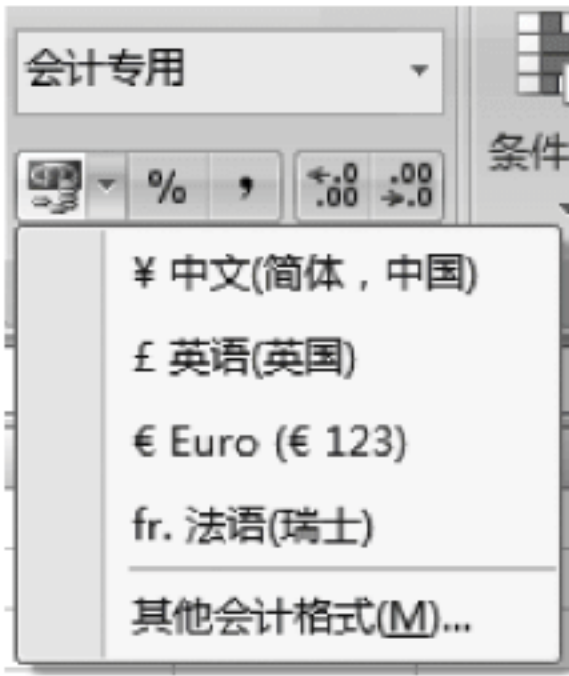 会计专用
条件
% , ←.0 .00 .00 →.0
¥ 中文(简体，中国)
£ 英语(英国)
€ Euro (€ 123)
fr. 法语(瑞士)
其他会计格式(M)...